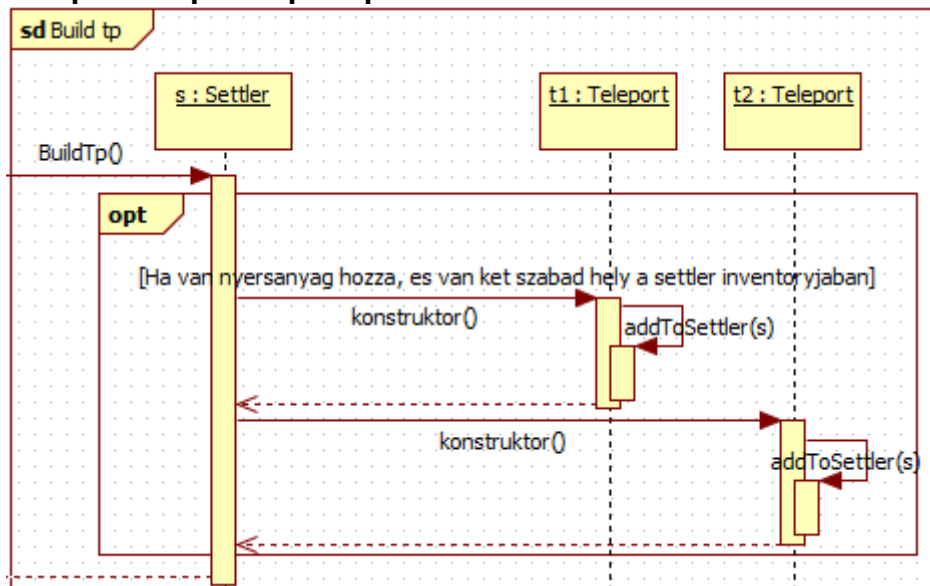 sd Build tp
s : Settler
t1 : Teleport
t2 : Teleport
BuildTp()
opt
[Ha van nyersanyag hozza, es van ket szabad hely a settler inventoryjaban]
konstruktor()
addToSettler(s)
konstruktor()
addToSettler(s)